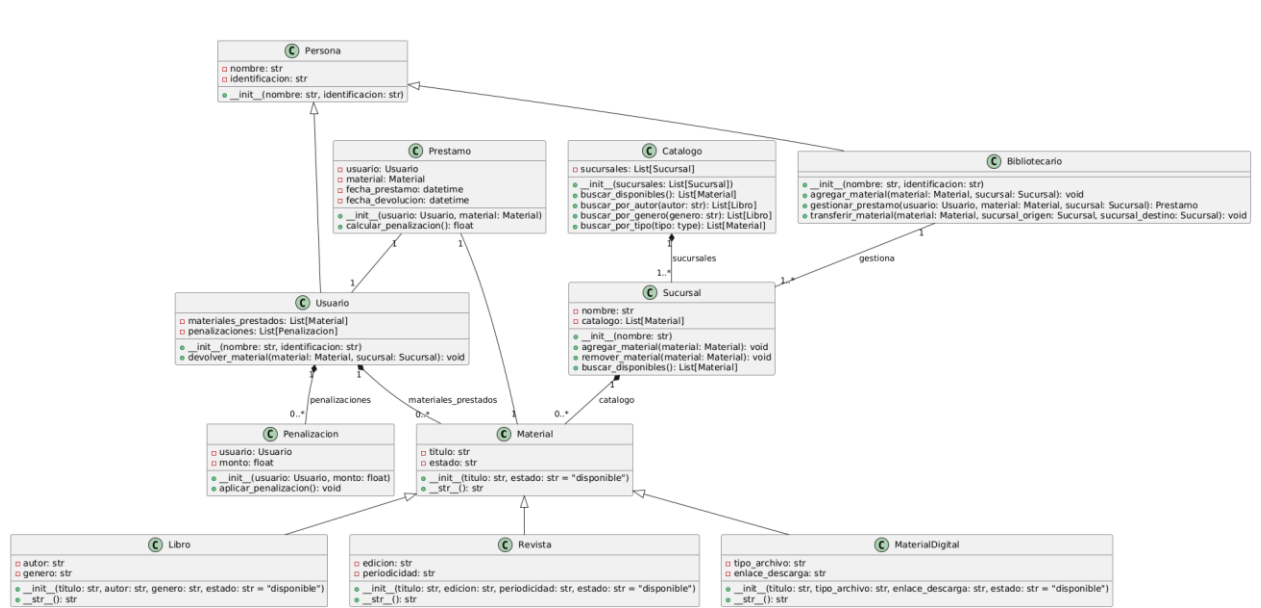 C Persona
nombre: str
identificacion: str
__init__(nombre: str, identificacion: str)
C Prestamo
usuario: Usuario
material: Material
fecha_prestamo: datetime
fecha_devolucion: datetime
__init__(usuario: Usuario, material: Material)
calcular_penalizacion(): float
C Catalogo
sucursales: List[Sucursal]
__init__(sucursales: List[Sucursal])
buscar_disponibles(): List[Material]
buscar_por_autor(autor: str): List[Libro]
buscar_por_genero(genero: str): List[Libro]
buscar_por_tipo(tipo: type): List[Material]
C Bibliotecario
__init__(nombre: str, identificacion: str)
agregar_material(material: Material, sucursal: Sucursal): void
gestionar_prestamo(usuario: Usuario, material: Material, sucursal: Sucursal): Prestamo
transferir_material(material: Material, sucursal_origen: Sucursal, sucursal_destino: Sucursal): void
1
1
1
1
sucursales
gestiona
1
1..*
1..*
C Usuario
materiales_prestados: List[Material]
penalizaciones: List[Penalizacion]
__init__(nombre: str, identificacion: str)
devolver_material(material: Material, sucursal: Sucursal): void
C Sucursal
nombre: str
catalogo: List[Material]
__init__(nombre: str)
agregar_material(material: Material): void
remover_material(material: Material): void
buscar_disponibles(): List[Material]
1
1
1
penalizaciones
materiales_prestados
catalogo
0..*
0..*
1
0..*
C Penalizacion
usuario: Usuario
monto: float
__init__(usuario: Usuario, monto: float)
aplicar_penalizacion(): void
C Material
titulo: str
estado: str
__init__(titulo: str, estado: str = "disponible")
__str__(): str
C Libro
autor: str
genero: str
__init__(titulo: str, autor: str, genero: str, estado: str = "disponible")
__str__(): str
C Revista
edicion: str
periodicidad: str
__init__(titulo: str, edicion: str, periodicidad: str, estado: str = "disponible")
__str__(): str
C MaterialDigital
tipo_archivo: str
enlace_descarga: str
__init__(titulo: str, tipo_archivo: str, enlace_descarga: str, estado: str = "disponible")
__str__(): str